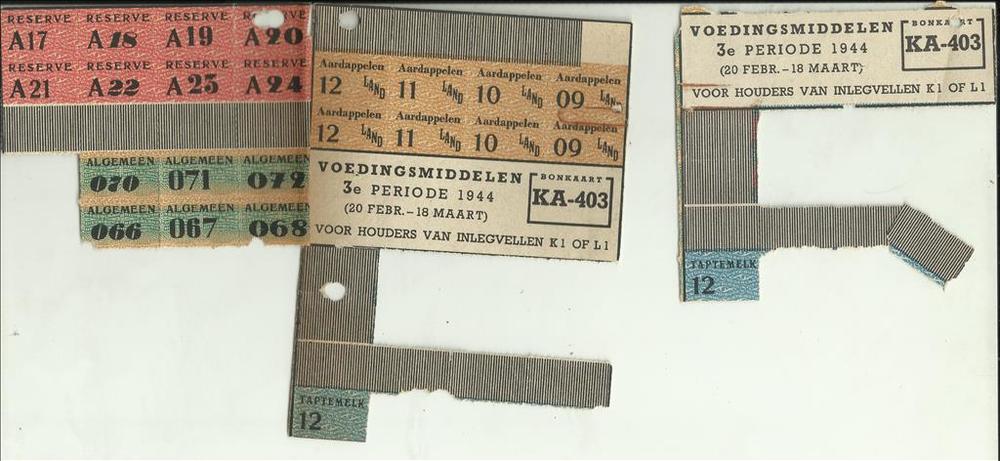 RESERVE RESERVE RESERVE RESERVE
A17 A18 A19 A20
RESERVE RESERVE RESERVE RESERVE
A21 A22 A23 A24
ALGEMEEN ALGEMEEN ALGEMEEN
070 071 072
ALGEMEEN ALGEMEEN ALGEMEEN
066 067 068
Aardappelen Aardappelen Aardappelen Aardappelen
12 LAND 11 LAND 10 LAND 09 LAND
Aardappelen Aardappelen Aardappelen Aardappelen
12 LAND 11 LAND 10 LAND 09 LAND
VOEDINGSMIDDELEN BONKAART
3e PERIODE 1944 KA-403
(20 FEBR.-18 MAART)
VOOR HOUDERS VAN INLEGVELLEN K1 OF L1
TAPTEMELK
12
VOEDINGSMIDDELEN BONKAART
3e PERIODE 1944 KA-403
(20 FEBR.-18 MAART)
VOOR HOUDERS VAN INLEGVELLEN K1 OF L1
TAPTEMELK
12